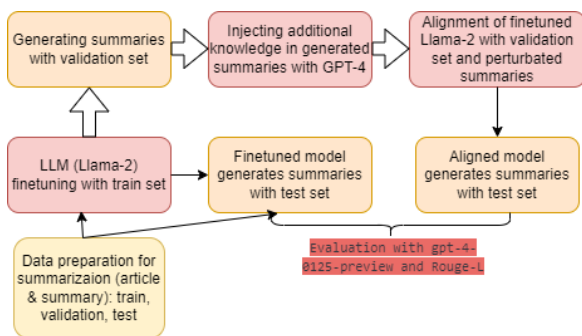 Generating summaries
with validation set
Injecting additional
knowledge in generated
summaries with GPT-4
Alignment of finetuned
Llama-2 with validation
set and perturbated
summaries
LLM (Llama-2)
finetuning with train set
Finetuned model
generates summaries
with test set
Aligned model
generates summaries
with test set
Data preparation for
summarizaion (article
& summary): train,
validation, test
Evaluation with gpt-4-
0125-preview and Rouge-L